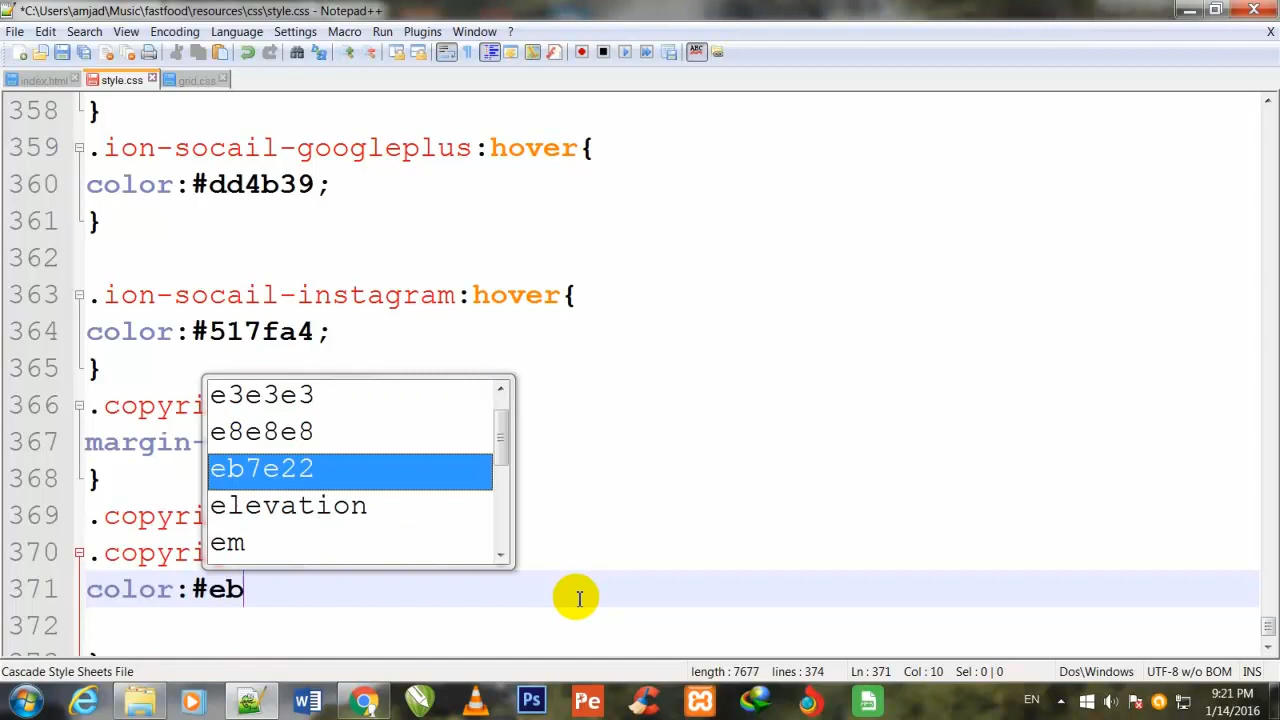 *C:\Users\amjad\Music\fastfood\resources\css\style.css - Notepad++
File Edit Search View Encoding Language Settings Macro Run Plugins Window ? X
index.html style.css grid.css
358 }
359 .ion-socail-googleplus:hover{
360 color:#dd4b39;
361 }
362
363 .ion-socail-instagram:hover{
364 color:#517fa4;
365 }
366 .copyri
367 margin-
368 }
369 .copyri
370 .copyri
371 color:#eb
372
e3e3e3
e8e8e8
eb7e22
elevation
em
Cascade Style Sheets File length : 7677 lines : 374 Ln : 371 Col : 10 Sel : 0 | 0 Dos\Windows UTF-8 w/o BOM INS
EN 9:21 PM
1/14/2016